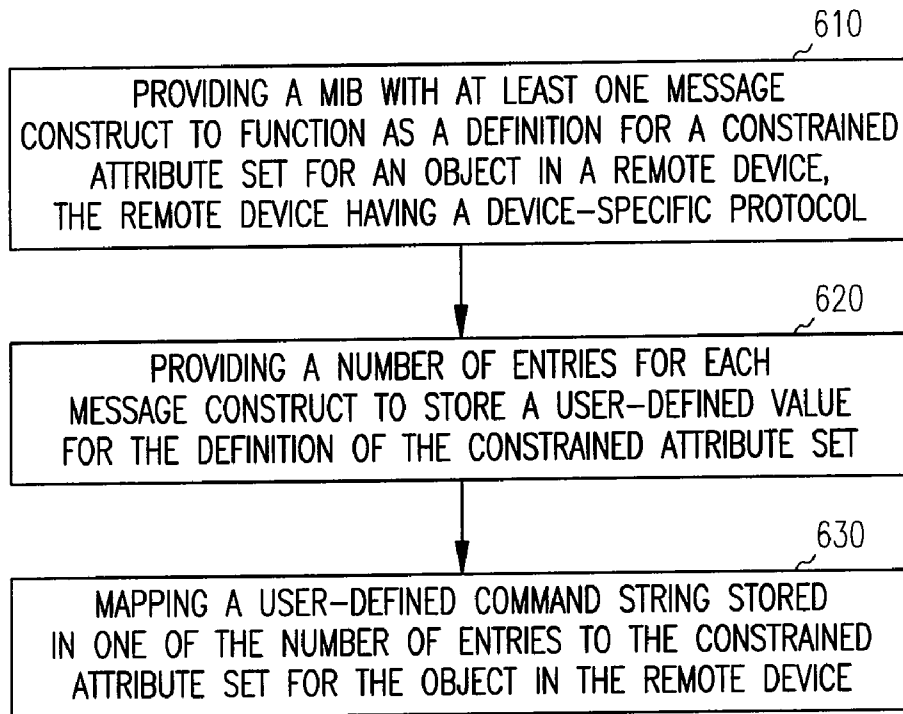 610
PROVIDING A MIB WITH AT LEAST ONE MESSAGE
CONSTRUCT TO FUNCTION AS A DEFINITION FOR A CONSTRAINED
ATTRIBUTE SET FOR AN OBJECT IN A REMOTE DEVICE,
THE REMOTE DEVICE HAVING A DEVICE-SPECIFIC PROTOCOL
620
PROVIDING A NUMBER OF ENTRIES FOR EACH
MESSAGE CONSTRUCT TO STORE A USER-DEFINED VALUE
FOR THE DEFINITION OF THE CONSTRAINED ATTRIBUTE SET
630
MAPPING A USER-DEFINED COMMAND STRING STORED
IN ONE OF THE NUMBER OF ENTRIES TO THE CONSTRAINED
ATTRIBUTE SET FOR THE OBJECT IN THE REMOTE DEVICE